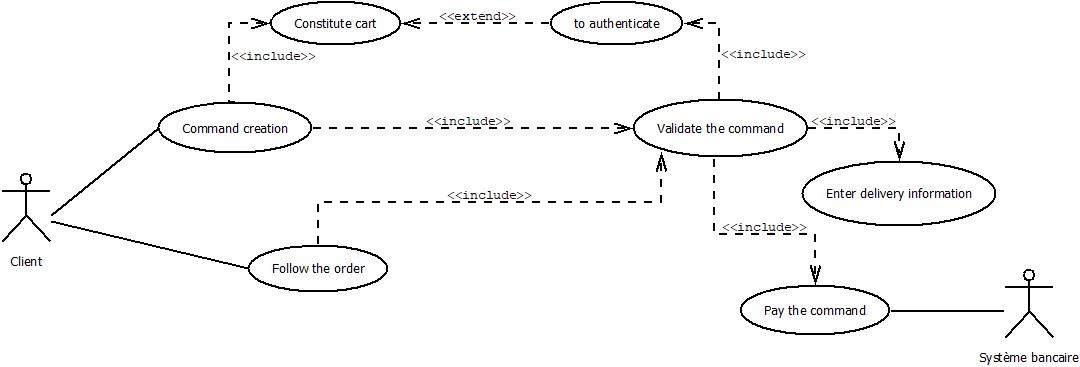 Constitute cart
<<extend>>
to authenticate
<<include>>
<<include>>
Command creation
<<include>>
Validate the command
<<include>>
Enter delivery information
<<include>>
<<include>>
Client
Follow the order
Pay the command
Système bancaire